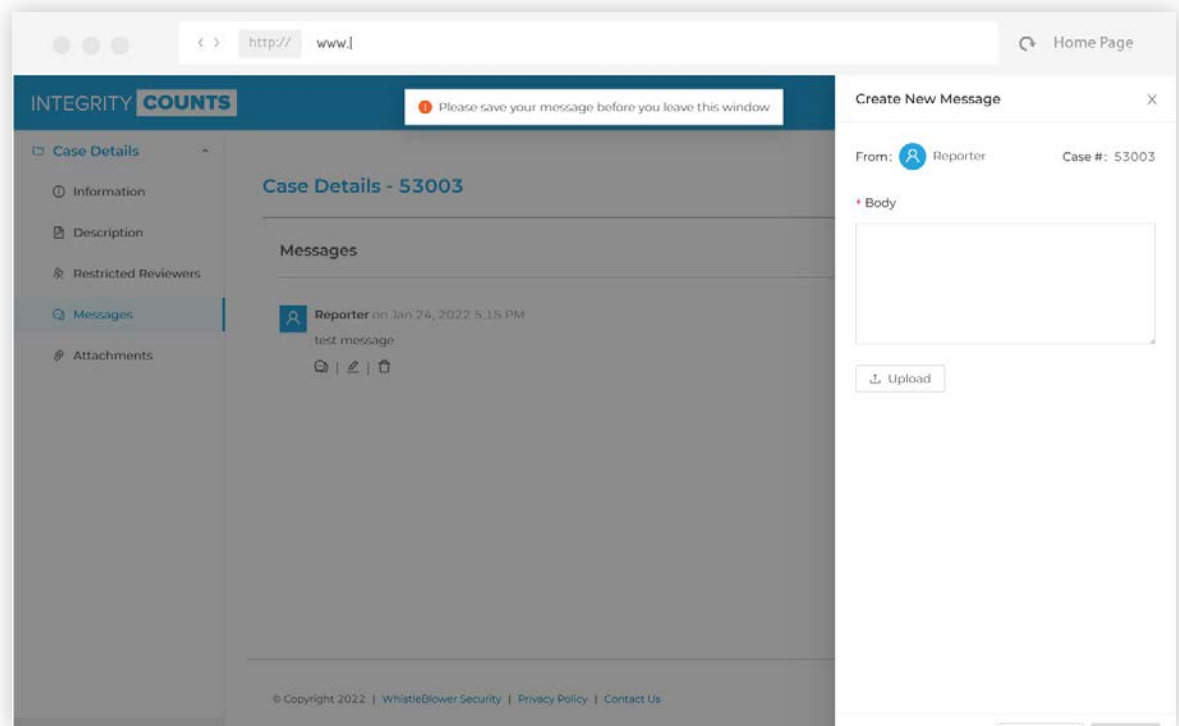 http:// www. Home Page
INTEGRITY COUNTS
Please save your message before you leave this window
Case Details
Information
Description
Restricted Reviewers
Messages
Attachments
Case Details - 53003
Messages
Reporter on Jan 24, 2022 5:15 PM
test message
© Copyright 2022 | WhistleBlower Security | Privacy Policy | Contact Us
Create New Message
From: Reporter Case #: 53003
* Body
Upload